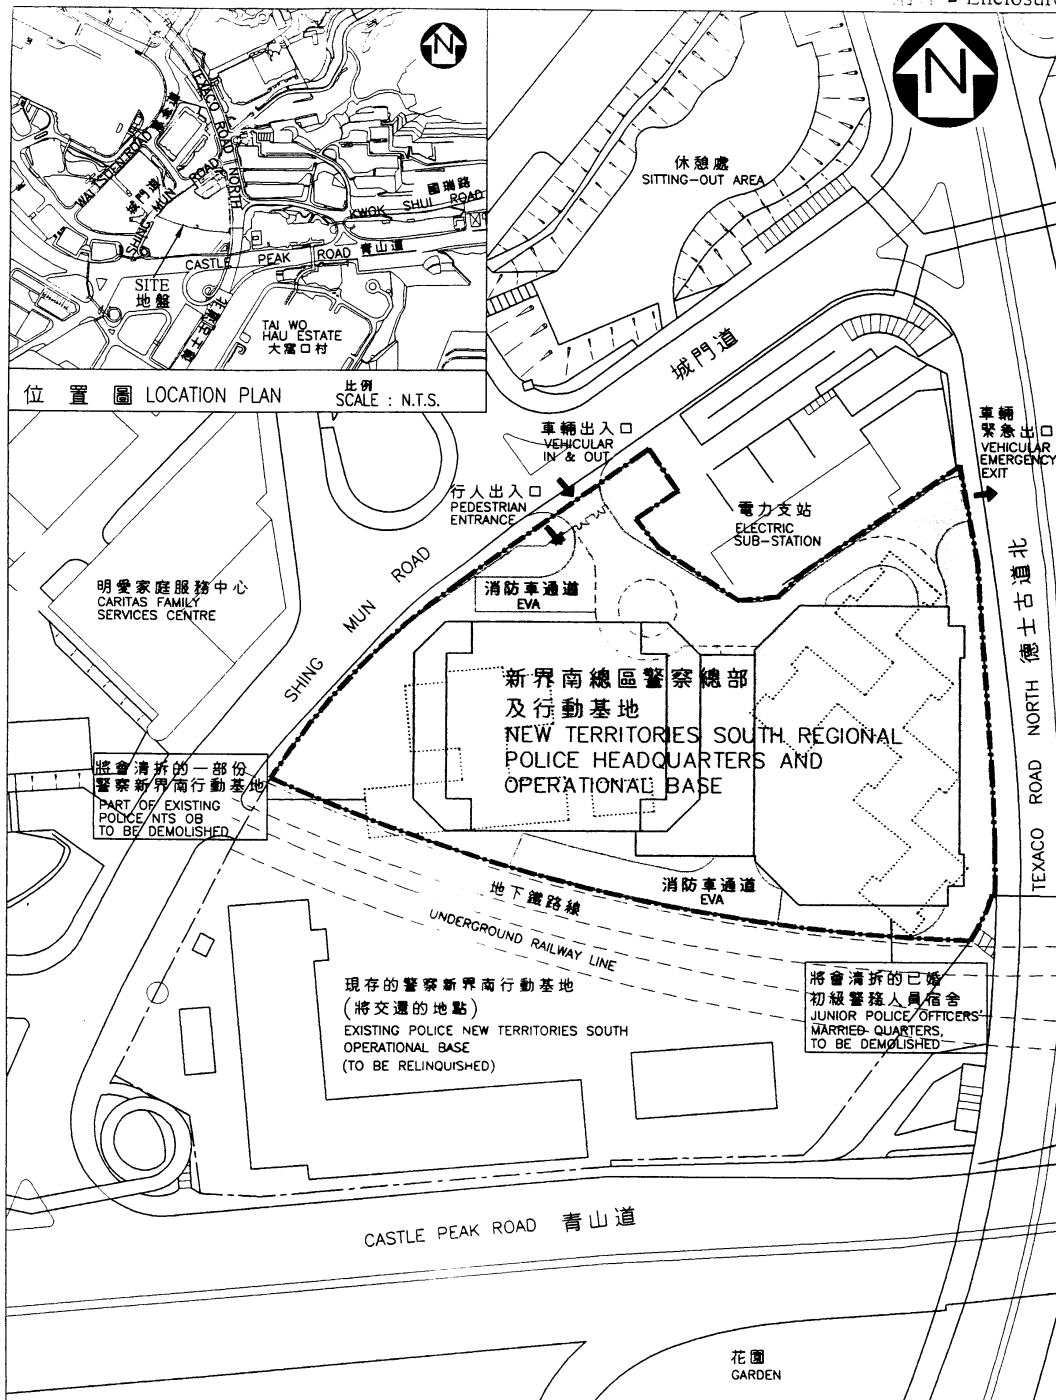 Enclosure
N
N
TEXACO ROAD NORTH
WAI TSUEN ROAD
城門道
SHING MUN ROAD
國瑞路
KWOK SHUI ROAD
CASTLE PEAK ROAD 青山道
SITE
地盤
TAI WO
HAU ESTATE
大窩口村
位置圖 LOCATION PLAN
比例
SCALE : N.T.S.
休憩處
SITTING-OUT AREA
城門道
車輛出入口
VEHICULAR
IN & OUT
車輛
緊急出口
VEHICULAR
EMERGENCY
EXIT
行人出入口
PEDESTRIAN
ENTRANCE
電力支站
ELECTRIC
SUB-STATION
明愛家庭服務中心
CARITAS FAMILY
SERVICES CENTRE
消防車通道
EVA
SHING MUN ROAD
TEXACO ROAD NORTH 德士古道北
新界南總區警察總部
及行動基地
NEW TERRITORIES SOUTH REGIONAL
POLICE HEADQUARTERS AND
OPERATIONAL BASE
將會清拆的一部份
警察新界南行動基地
PART OF EXISTING
POLICE NTS OB
TO BE DEMOLISHED
消防車通道
EVA
地下鐵路線
UNDERGROUND RAILWAY LINE
現存的警察新界南行動基地
(將交還的地點)
EXISTING POLICE NEW TERRITORIES SOUTH
OPERATIONAL BASE
(TO BE RELINQUISHED)
將會清拆的已婚
初級警務人員宿舍
JUNIOR POLICE OFFICERS'
MARRIED QUARTERS,
TO BE DEMOLISHED
CASTLE PEAK ROAD 青山道
花園
GARDEN